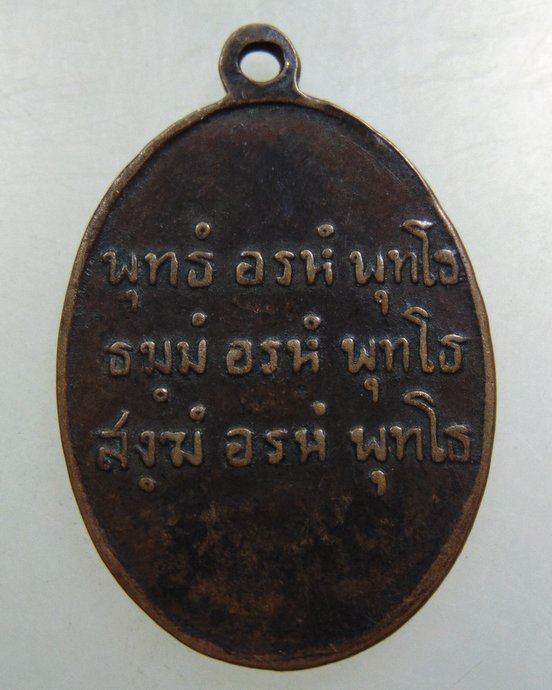 พุทธํ อรหํ พุทโธ
ธมฺมํ อรหํ พุทโธ
สํงฺฆํ อรหํ พุทโธ